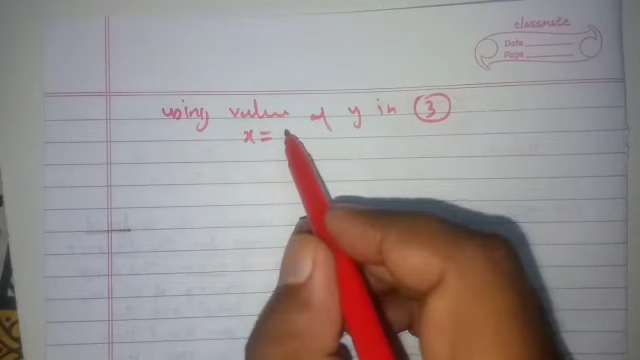 classmate
Date
Page
using value of y in 3
x =